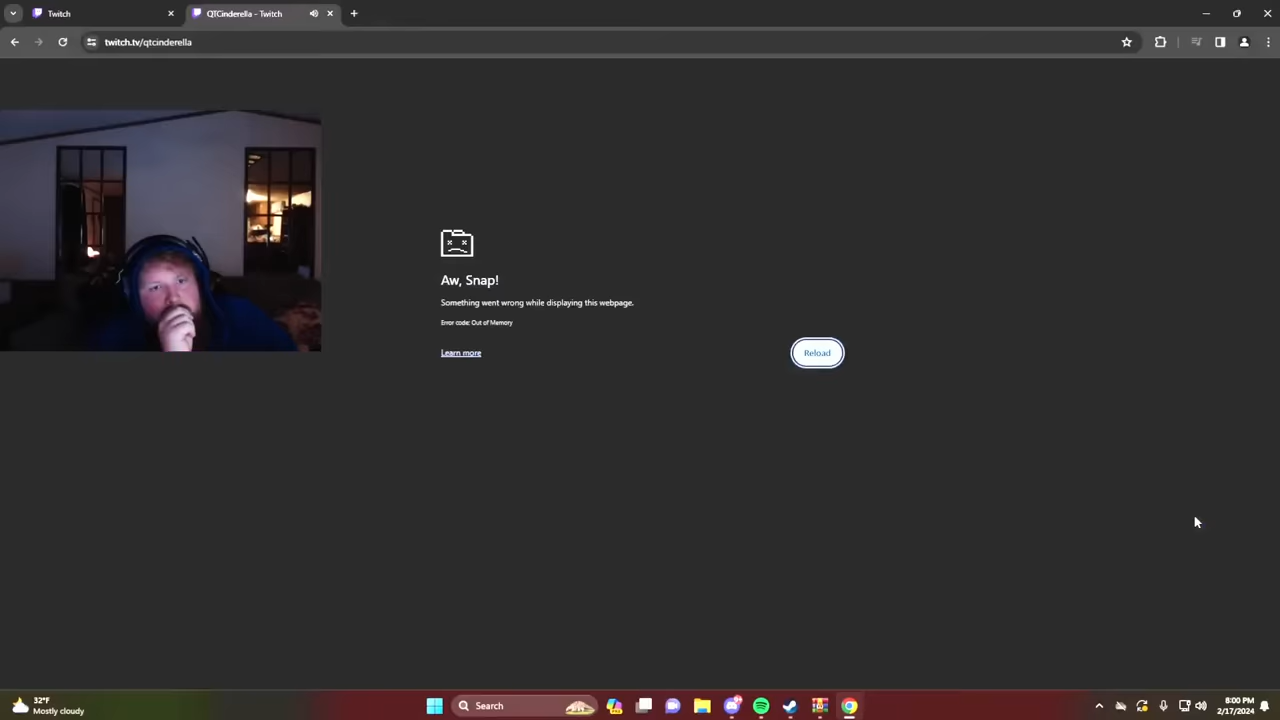 Twitch
QTCinderella - Twitch
twitch.tv/qtcinderella
Aw, Snap!
Something went wrong while displaying this webpage.
Error code: Out of Memory
Learn more
Reload
32°F
Mostly cloudy
Search
8:00 PM
2/17/2024